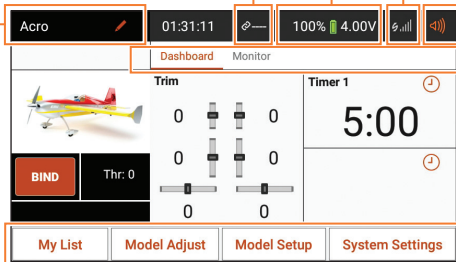 Acro 01:31:11 ---- 100% 4.00V
Dashboard Monitor
Trim Timer 1
0 0 5:00
0 0
BIND Thr: 0
0 0
My List Model Adjust Model Setup System Settings